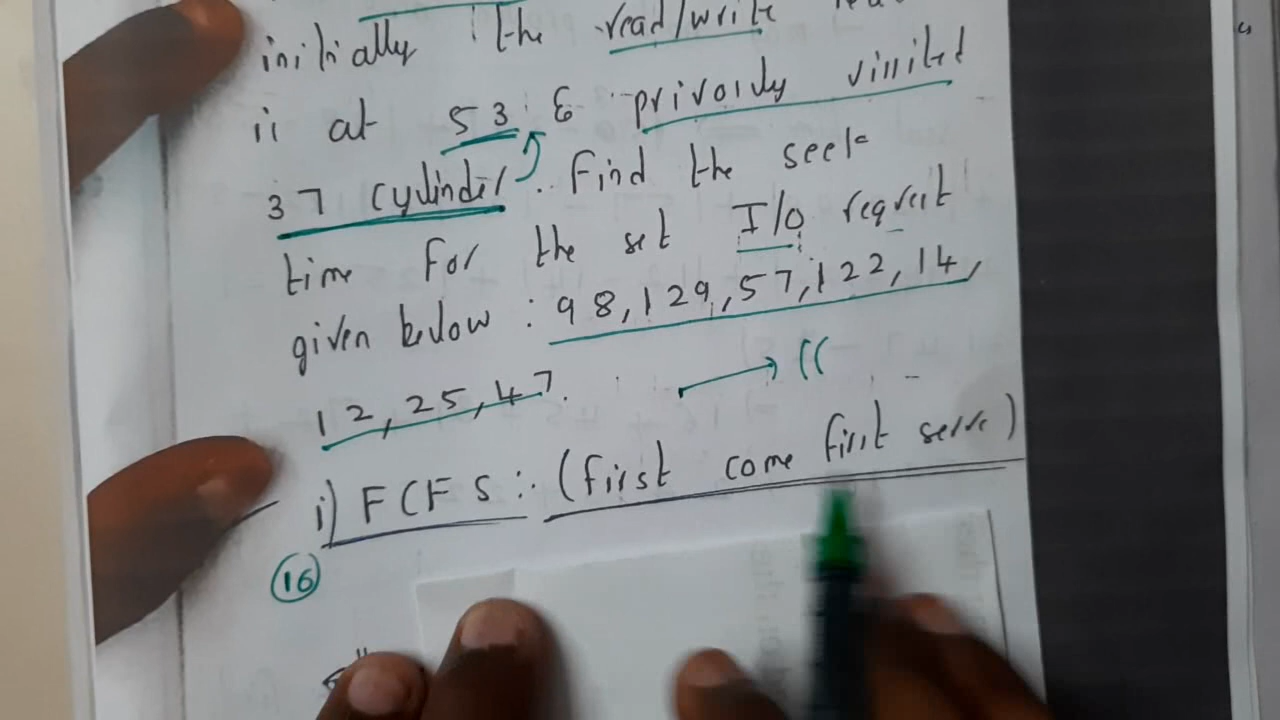 initially the read/write
is at 53 & privoisly visited
37 cylinder. Find the seek
time For the set I/O request
given below : 98,129,57,122,14,
12,25,47.
i) FCFS :- (first come first serve)
16